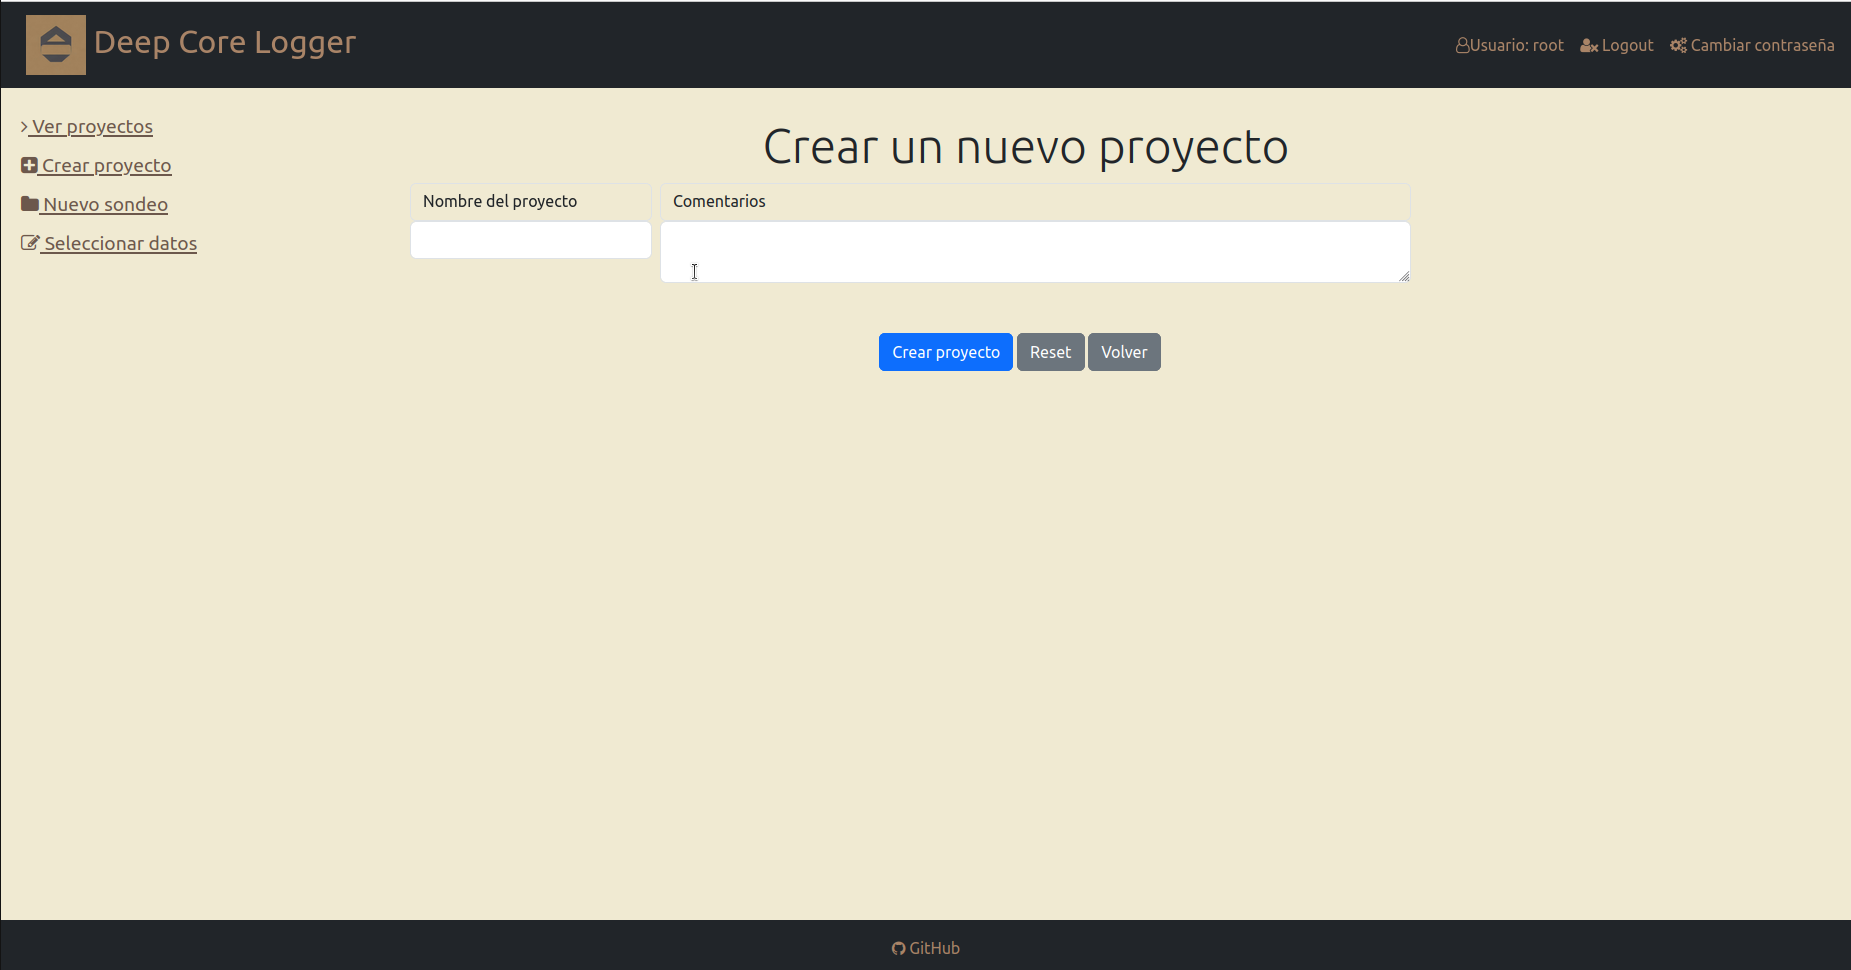 Deep Core Logger
Usuario: root Logout Cambiar contraseña
Ver proyectos
Crear proyecto
Nuevo sondeo
Seleccionar datos
Crear un nuevo proyecto
Nombre del proyecto Comentarios
Crear proyecto Reset Volver
GitHub